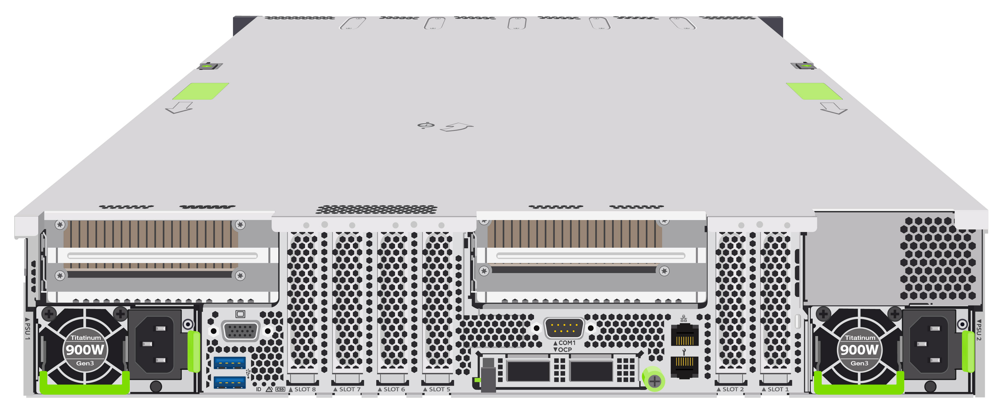 ▲PSU 1
Titatinum
900W
Gen3
ID
CSS
▲ SLOT 8
▲ SLOT 7
▲ SLOT 6
▲ SLOT 5
▲COM1
▼OCP
▲ SLOT 2
▲ SLOT 1
Titatinum
900W
Gen3
▼PSU 2